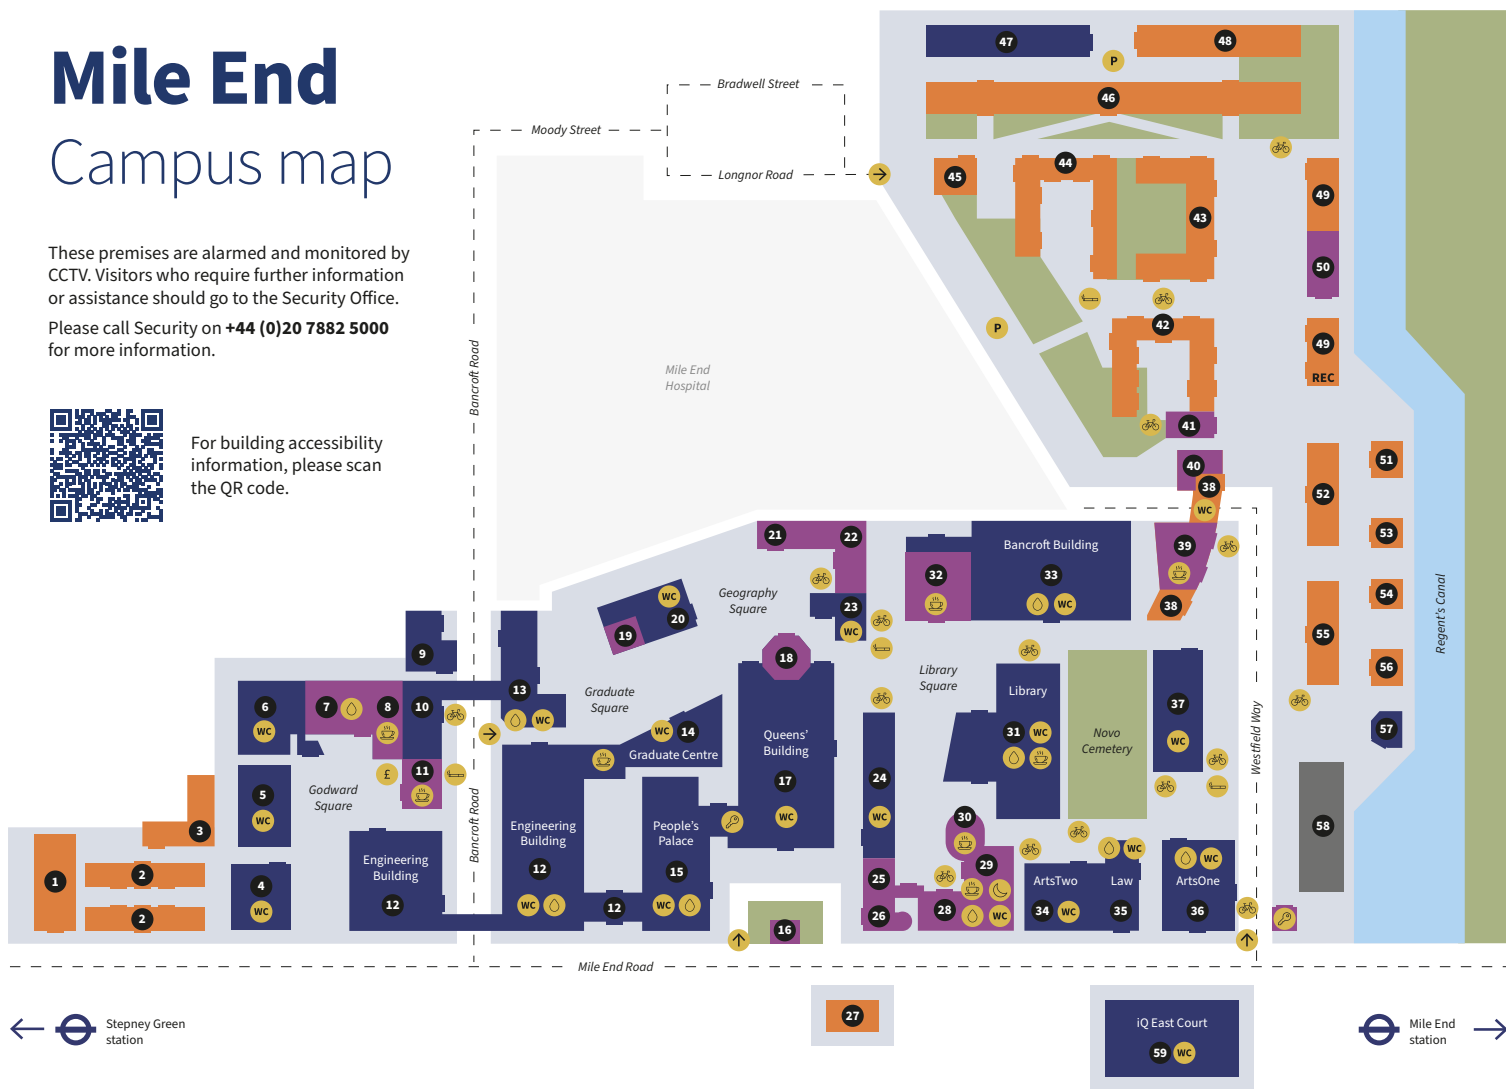 Mile End
Campus map
These premises are alarmed and monitored by
CCTV. Visitors who require further information
or assistance should go to the Security Office.
Please call Security on +44 (0)20 7882 5000
for more information.
For building accessibility
information, please scan
the QR code.
47
48
P
46
Bradwell Street
Moody Street
Longnor Road
45
44
43
49
50
P
42
49
REC
41
Mile End
Hospital
Bancroft Road
40
38
WC
51
52
53
39
38
54
55
56
57
58
Regent's Canal
Westfield Way
21
22
Geography
Square
23
WC
WC
20
19
18
32
Bancroft Building
33
WC
Library
Square
Library
31
WC
Novo
Cemetery
37
WC
9
13
WC
Graduate
Square
WC
14
Graduate Centre
Queens'
Building
17
WC
24
WC
6
WC
7
8
10
£
11
Godward
Square
5
WC
3
1
2
2
4
WC
Engineering
Building
12
Bancroft Road
Engineering
Building
12
WC
12
People's
Palace
15
WC
16
25
26
30
29
28
WC
ArtsTwo
34
WC
Law
35
WC
WC
ArtsOne
36
Mile End Road
Stepney Green
station
27
iQ East Court
59
WC
Mile End
station